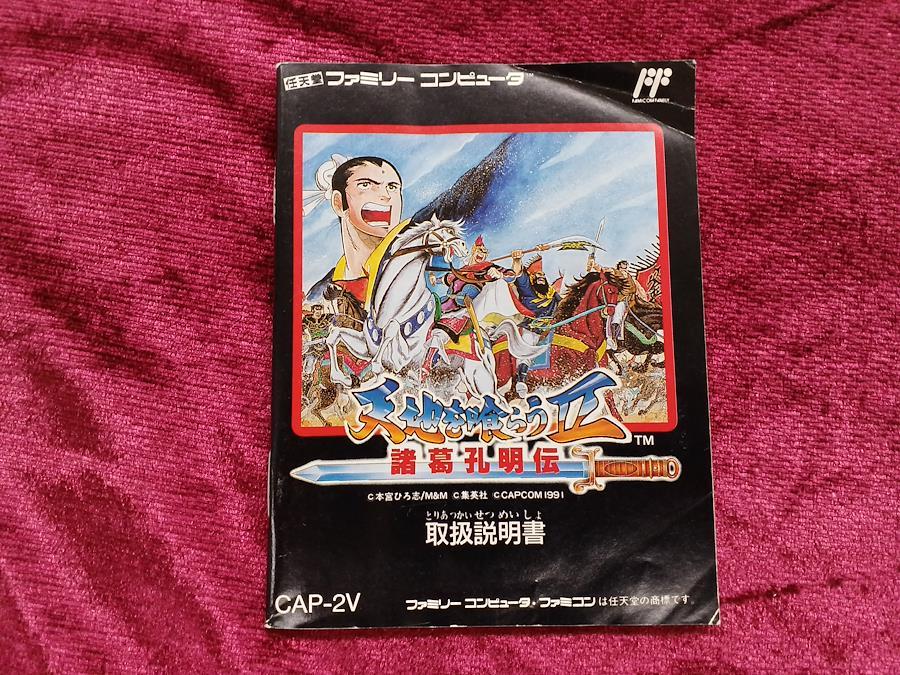 任天堂 ファミリー コンピュータ™
FAMICOM FAMILY
天地を喰らうII
TM
諸葛孔明伝
©本宮ひろ志/M&M ©集英社 ©CAPCOM 1991
とりあつかいせつめいしょ
取扱説明書
CAP-2V
ファミリー コンピュータ・ファミコンは任天堂の商標です。